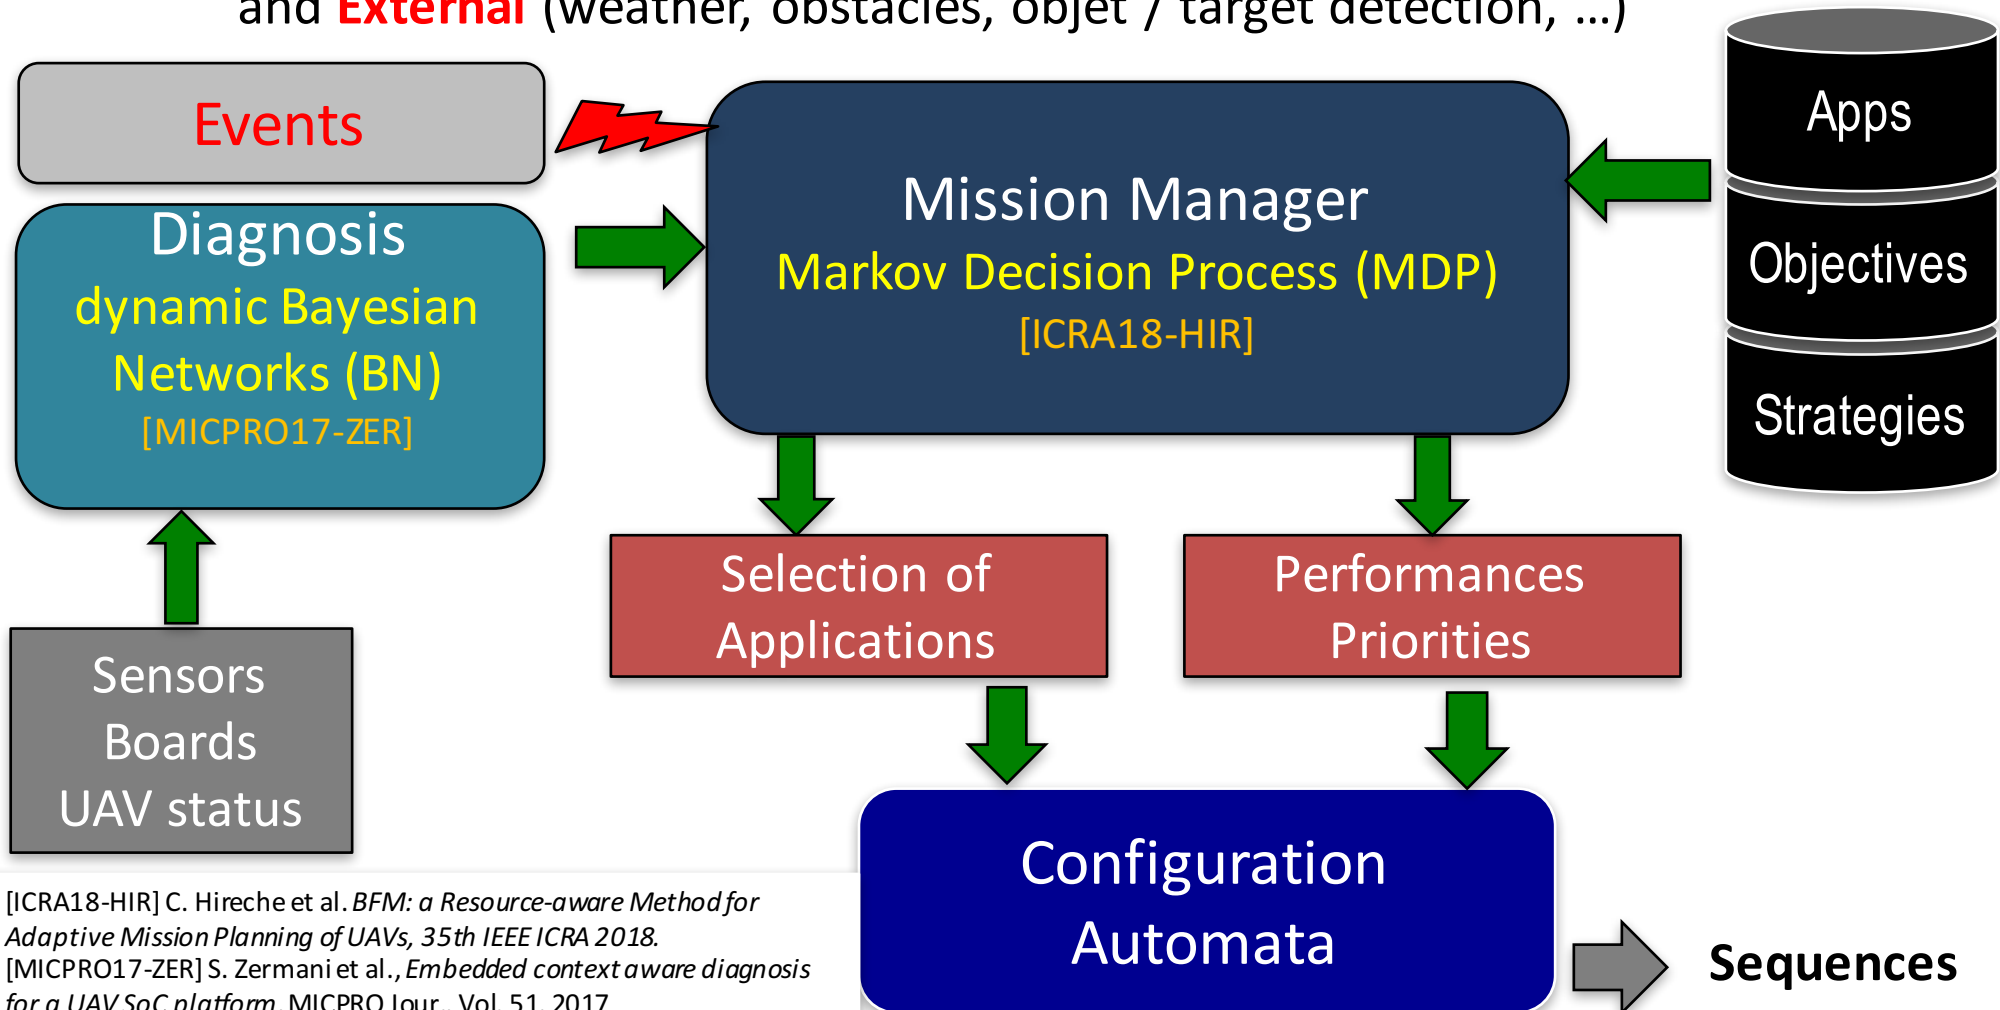 and External (weather, obstacles, objet / target detection, ...)
Events
Diagnosis
dynamic Bayesian
Networks (BN)
[MICPRO17-ZER]
Sensors
Boards
UAV status
Mission Manager
Markov Decision Process (MDP)
[ICRA18-HIR]
Apps
Objectives
Strategies
Selection of
Applications
Performances
Priorities
Configuration
Automata
Sequences
[ICRA18-HIR] C. Hireche et al. BFM: a Resource-aware Method for
Adaptive Mission Planning of UAVs, 35th IEEE ICRA 2018.
[MICPRO17-ZER] S. Zermani et al., Embedded context aware diagnosis
for a UAV SoC platform, MICPRO Jour., Vol. 51, 2017